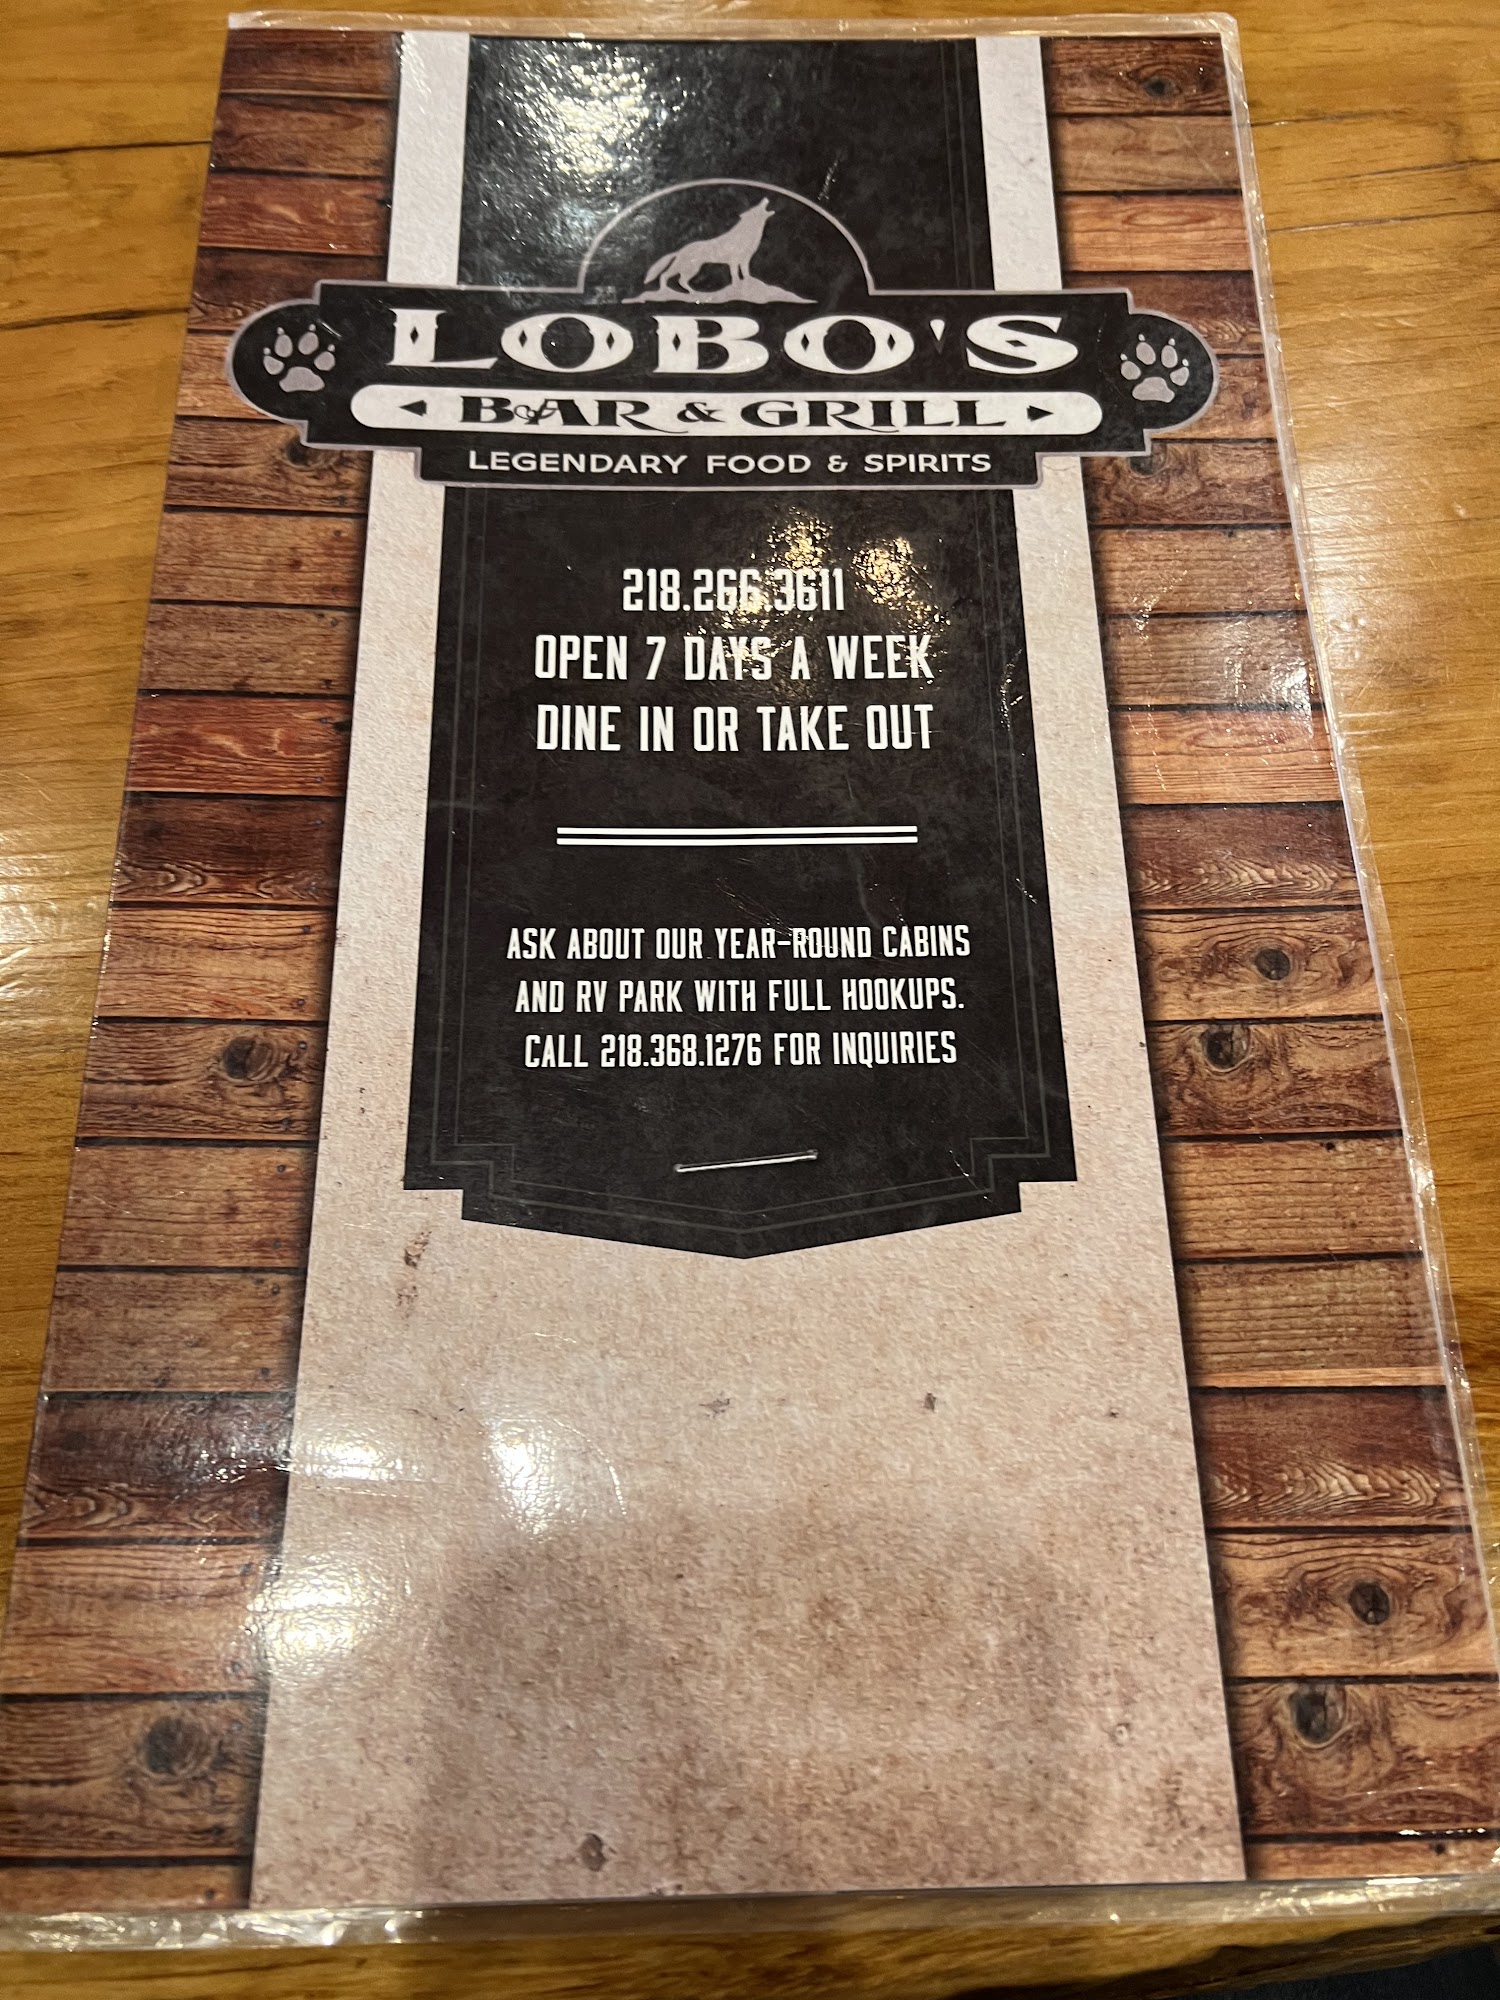 LOBO'S
BAR & GRILL
LEGENDARY FOOD & SPIRITS
218.266.3611
OPEN 7 DAYS A WEEK
DINE IN OR TAKE OUT
ASK ABOUT OUR YEAR-ROUND CABINS
AND RV PARK WITH FULL HOOKUPS.
CALL 218.368.1276 FOR INQUIRIES